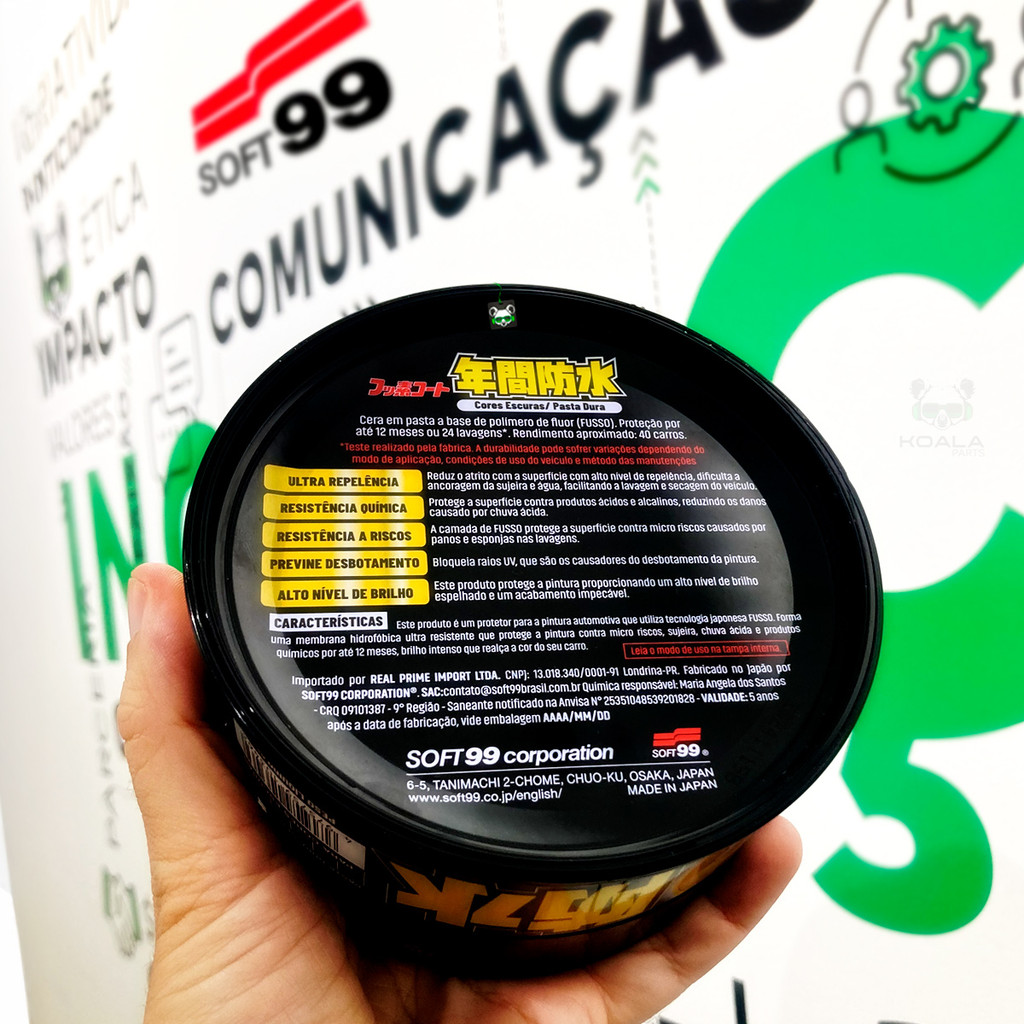 CRIATIVID
ÉTICA
IMPACTO
VALORES
SOFT99
COMUNICAÇÃO
フッ素コート 年間防水
Cores Escuras/ Pasta Dura
Cera em pasta a base de polímero de fluor (FUSSO). Proteção por
até 12 meses ou 24 lavagens*. Rendimento aproximado: 40 carros.
*Teste realizado pela fábrica. A durabilidade pode sofrer variações dependendo do
modo de aplicação, condições de uso do veículo e método das manutenções
ULTRA REPELÊNCIA
Reduz o atrito com a superfície com alto nível de repelência, dificulta a
ancoragem da sujeira e água, facilitando a lavagem e secagem do veículo.
RESISTÊNCIA QUÍMICA
Protege a superfície contra produtos ácidos e alcalinos, reduzindo os danos
causado por chuva ácida.
RESISTÊNCIA A RISCOS
A camada de FUSSO protege a superfície contra micro riscos causados por
panos e esponjas nas lavagens.
PREVINE DESBOTAMENTO
Bloqueia raios UV, que são os causadores do desbotamento da pintura.
ALTO NÍVEL DE BRILHO
Este produto protege a pintura proporcionando um alto nível de brilho
espelhado e um acabamento impecável.
CARACTERÍSTICAS Este produto é um protetor para a pintura automotiva que utiliza tecnologia japonesa FUSSO. Forma
uma membrana hidrofóbica ultra resistente que protege a pintura contra micro riscos, sujeira, chuva ácida e produtos
químicos por até 12 meses, brilho intenso que realça a cor do seu carro.
Leia o modo de uso na tampa interna.
Importado por REAL PRIME IMPORT LTDA. CNPJ: 13.018.340/0001-91 Londrina-PR. Fabricado no Japão por
SOFT99 CORPORATION®. SAC:contato@soft99brasil.com.br Química responsável: Maria Angela dos Santos
- CRQ 09101387 - 9° Região - Saneante notificado na Anvisa N° 25351048539201828 - VALIDADE: 5 anos
após a data de fabricação, vide embalagem AAAA/MM/DD
SOFT99 corporation
SOFT99®
6-5, TANIMACHI 2-CHOME, CHUO-KU, OSAKA, JAPAN
www.soft99.co.jp/english/
MADE IN JAPAN
KOALA
PARTS